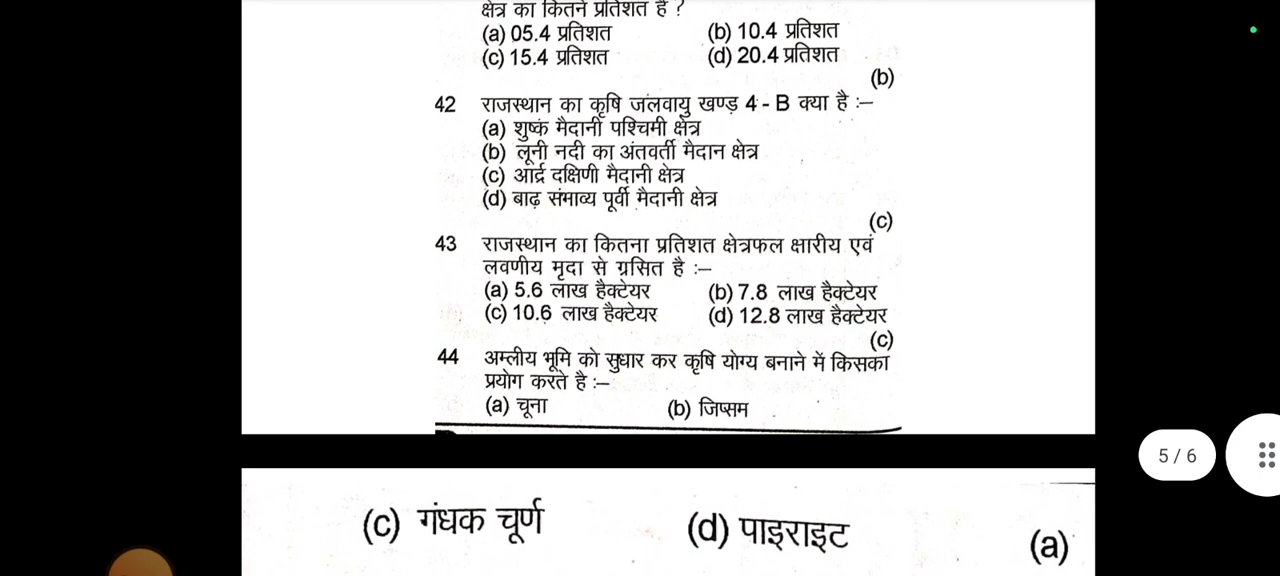 क्षेत्र का कितने प्रतिशत है ?
(a) 05.4 प्रतिशत (b) 10.4 प्रतिशत
(c) 15.4 प्रतिशत (d) 20.4 प्रतिशत
(b)
42 राजस्थान का कृषि जलवायु खण्ड़ 4 - B क्या है :–
(a) शुष्क मैदानी पश्चिमी क्षेत्र
(b) लूनी नदी का अंतवर्ती मैदान क्षेत्र
(c) आर्द्र दक्षिणी मैदानी क्षेत्र
(d) बाढ़ संभाव्य पूर्वी मैदानी क्षेत्र
(c)
43 राजस्थान का कितना प्रतिशत क्षेत्रफल क्षारीय एवं
लवणीय मृदा से ग्रसित है :–
(a) 5.6 लाख हैक्टेयर (b) 7.8 लाख हैक्टेयर
(c) 10.6 लाख हैक्टेयर (d) 12.8 लाख हैक्टेयर
(c)
44 अम्लीय भूमि को सुधार कर कृषि योग्य बनाने में किसका
प्रयोग करते है :–
(a) चूना (b) जिप्सम
5 / 6
(c) गंधक चूर्ण (d) पाइराइट
(a)